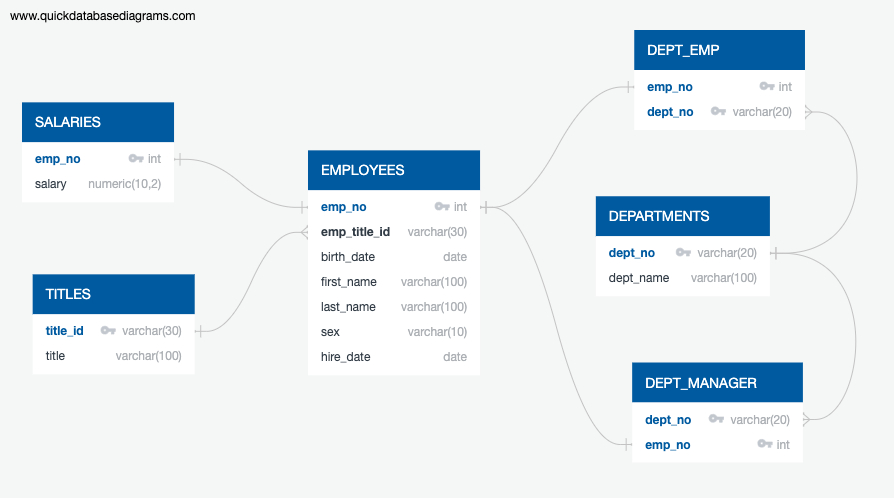 www.quickdatabasediagrams.com
SALARIES
emp_no int
salary numeric(10,2)
TITLES
title_id varchar(30)
title varchar(100)
EMPLOYEES
emp_no int
emp_title_id varchar(30)
birth_date date
first_name varchar(100)
last_name varchar(100)
sex varchar(10)
hire_date date
DEPT_EMP
emp_no int
dept_no varchar(20)
DEPARTMENTS
dept_no varchar(20)
dept_name varchar(100)
DEPT_MANAGER
dept_no varchar(20)
emp_no int